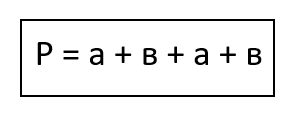 Р = а + в + а + в